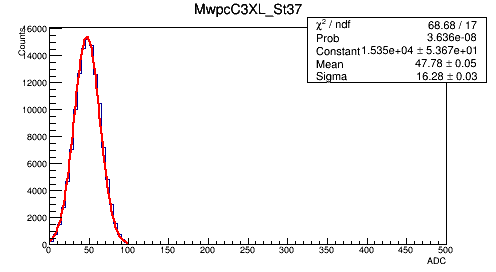 MwpcC3XL_St37
χ² / ndf 68.68 / 17
Prob 3.636e-08
Constant 1.535e+04 ± 5.367e+01
Mean 47.78 ± 0.05
Sigma 16.28 ± 0.03
Counts
16000
14000
12000
10000
8000
6000
4000
2000
0
0 50 100 150 200 250 300 350 400 450 500
ADC